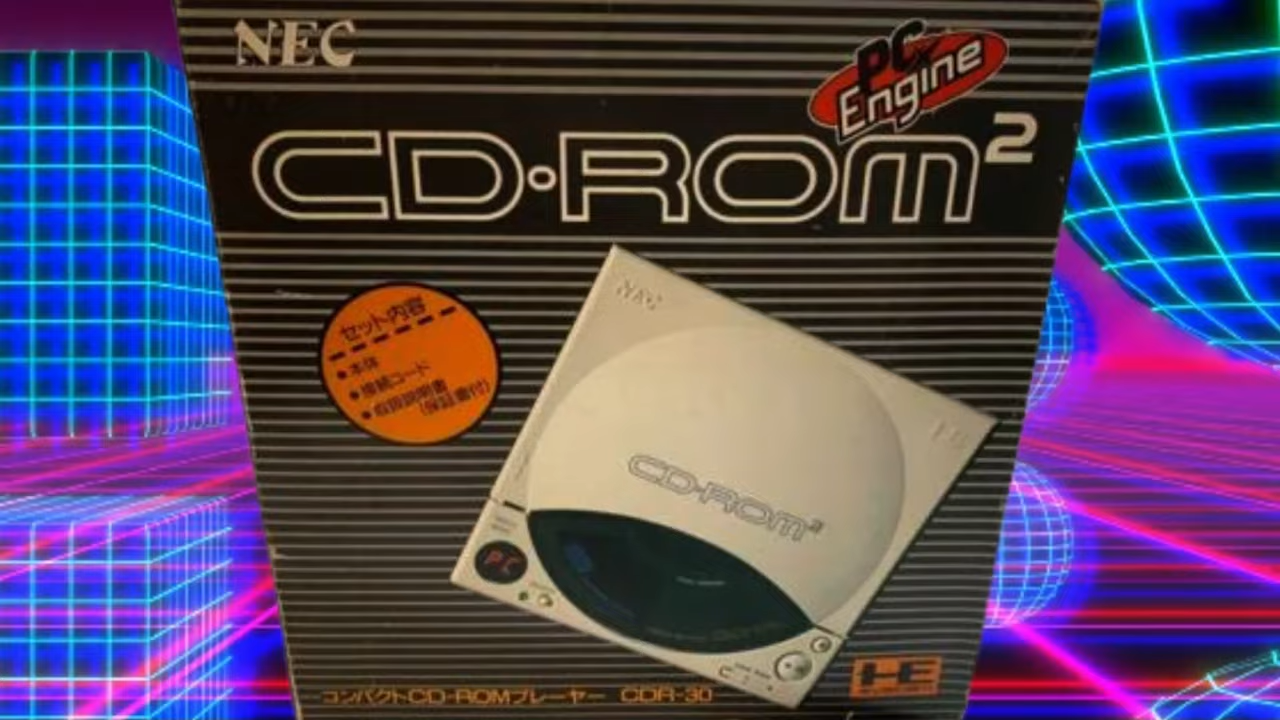 NEC
PC
Engine
CD·ROM²
セット内容
●本体
●接続コード
●取扱説明書
(保証書付)
NEC
CD·ROM²
PC
HE
コンパクトCD-ROMプレーヤー CDR-30